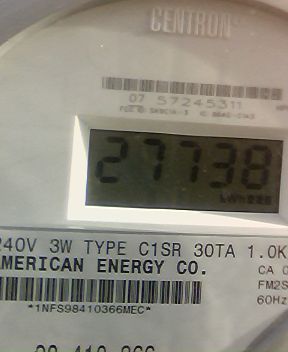 CENTRON
07 57245311
27738
kWh
240V 3W TYPE C1SR 30TA 1.0K
AMERICAN ENERGY CO.
CA 0
FM2S
60Hz
*1NFS98410366MEC*